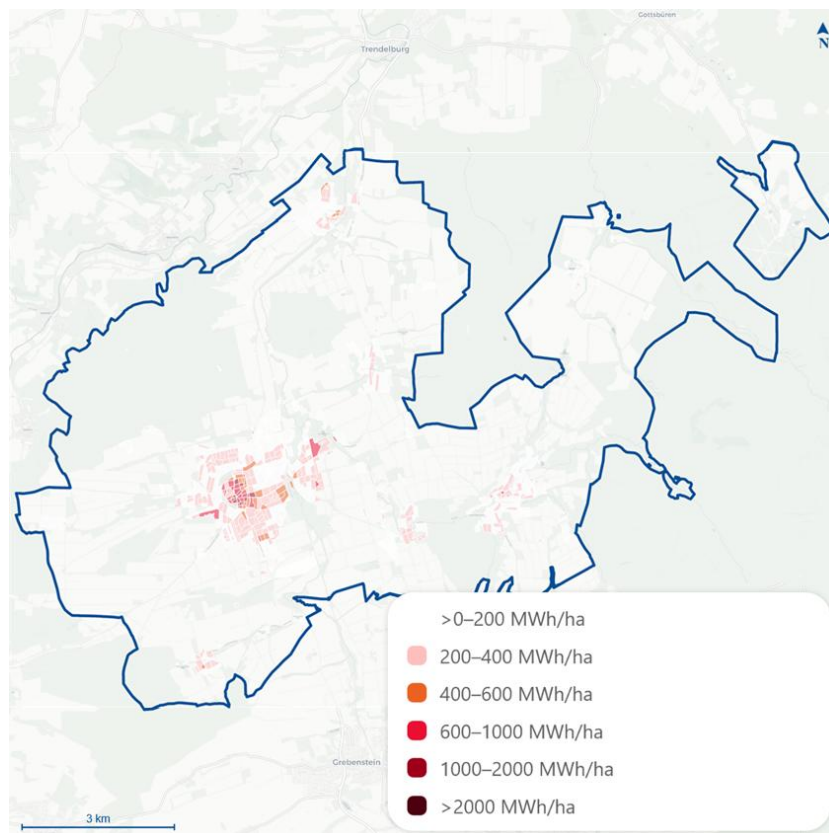 Gottsbüren
Trendelburg
N
>0–200 MWh/ha
200–400 MWh/ha
400–600 MWh/ha
600–1000 MWh/ha
1000–2000 MWh/ha
>2000 MWh/ha
Grebenstein
3 km